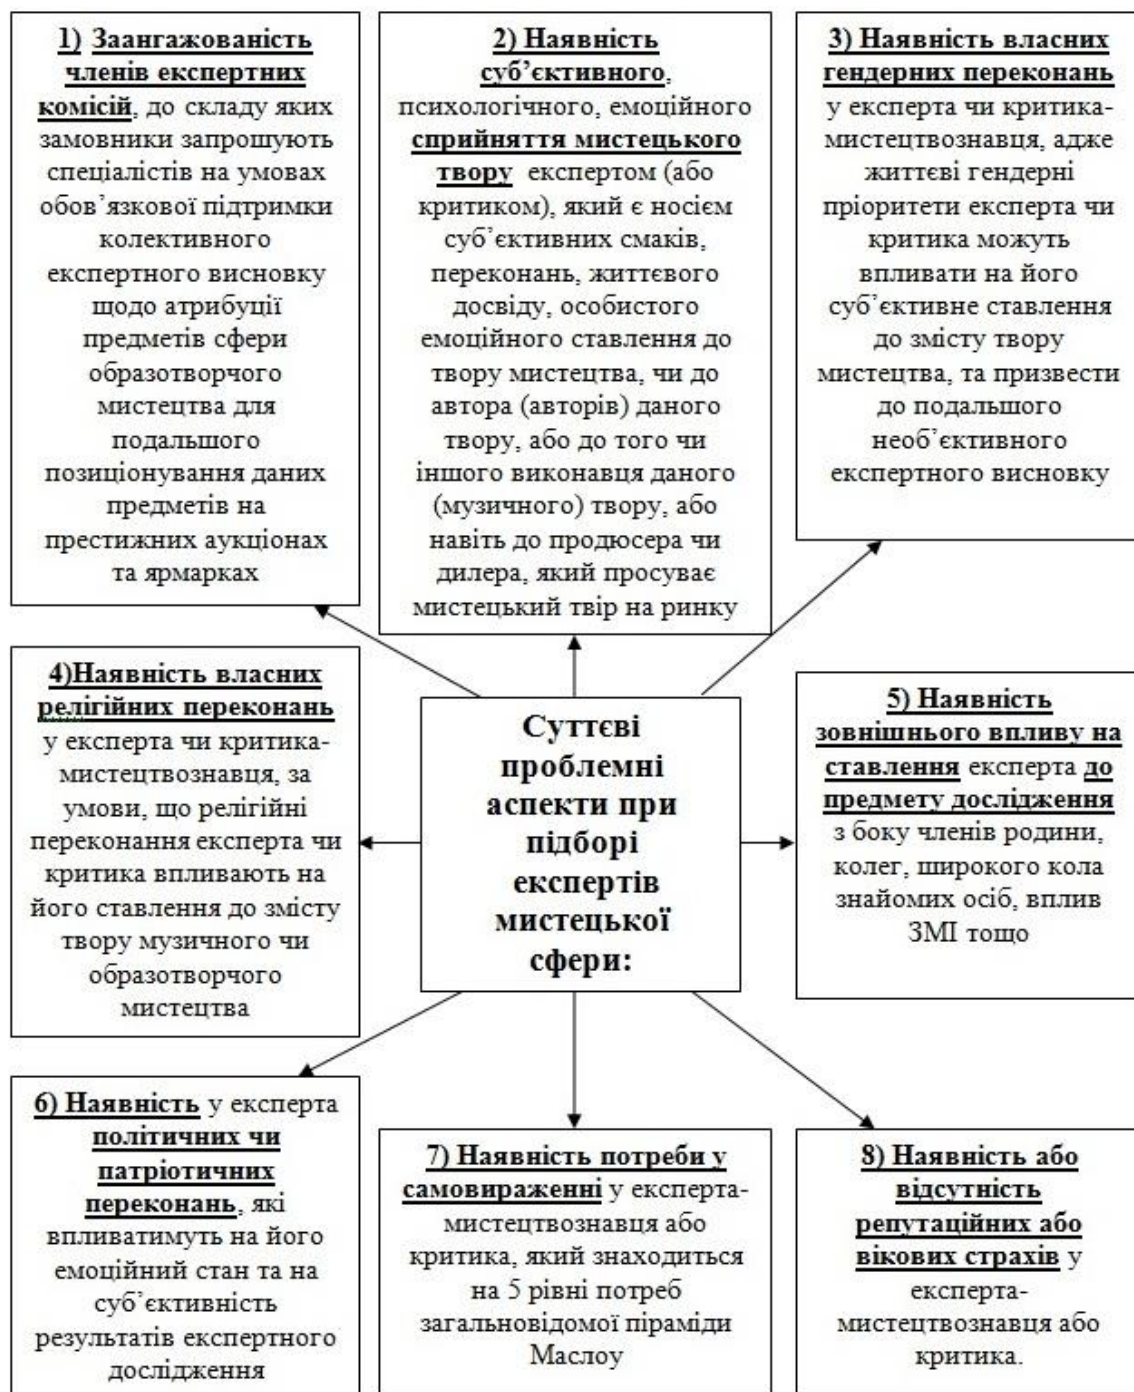 1) Заангажованість
членів експертних
комісій, до складу яких
замовники запрошують
спеціалістів на умовах
обов’язкової підтримки
колективного
експертного висновку
щодо атрибуції
предметів сфери
образотворчого
мистецтва для
подальшого
позиціонування даних
предметів на
престижних аукціонах
та ярмарках
2) Наявність
суб’єктивного,
психологічного, емоційного
сприйняття мистецького
твору експертом (або
критиком), який є носієм
суб’єктивних смаків,
переконань, життєвого
досвіду, особистого
емоційного ставлення до
твору мистецтва, чи до
автора (авторів) даного
твору, або до того чи
іншого виконавця даного
(музичного) твору, або
навіть до продюсера чи
дилера, який просуває
мистецький твір на ринку
3) Наявність власних
гендерних переконань
у експерта чи критика-
мистецтвознавця, адже
життєві гендерні
пріоритети експерта чи
критика можуть
впливати на його
суб’єктивне ставлення
до змісту твору
мистецтва, та призвести
до подальшого
необ’єктивного
експертного висновку
4)Наявність власних
релігійних переконань
у експерта чи критика-
мистецтвознавця, за
умови, що релігійні
переконання експерта чи
критика впливають на
його ставлення до змісту
твору музичного чи
образотворчого
мистецтва
Суттєві
проблемні
аспекти при
підборі
експертів
мистецької
сфери:
5) Наявність
зовнішнього впливу на
ставлення експерта до
предмету дослідження
з боку членів родини,
колег, широкого кола
знайомих осіб, вплив
ЗМІ тощо
6) Наявність у експерта
політичних чи
патріотичних
переконань, які
впливатимуть на його
емоційний стан та на
суб’єктивність
результатів експертного
дослідження
7) Наявність потреби у
самовираженні у експерта-
мистецтвознавця або
критика, який знаходиться
на 5 рівні потреб
загальновідомої піраміди
Маслоу
8) Наявність або
відсутність
репутаційних або
вікових страхів у
експерта-
мистецтвознавця або
критика.